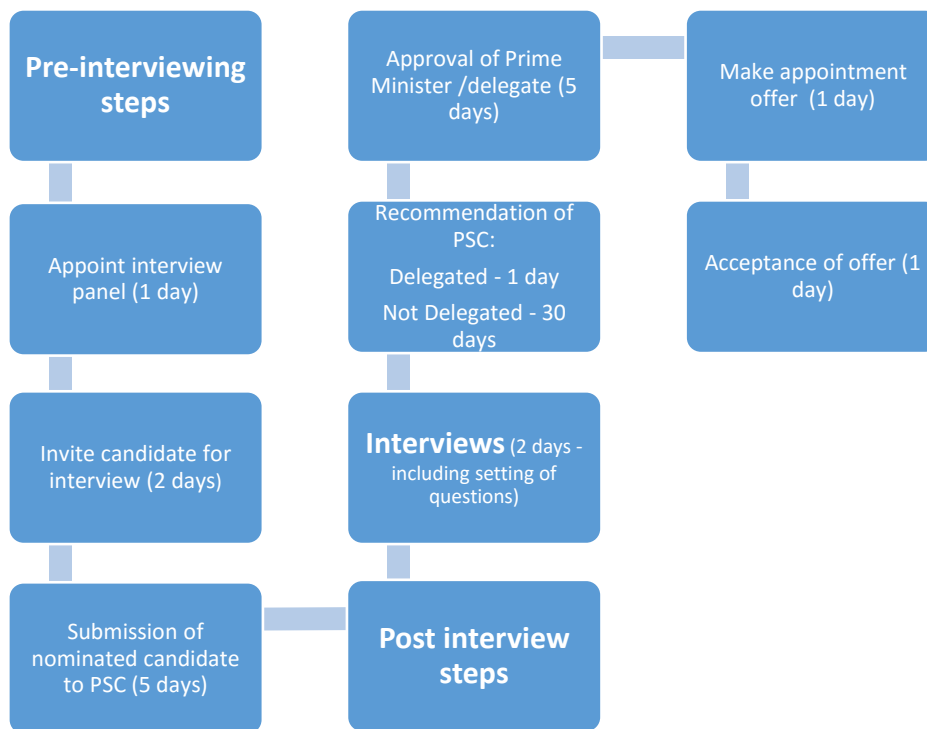 Pre-interviewing
steps
Appoint interview
panel (1 day)
Invite candidate for
interview (2 days)
Submission of
nominated candidate
to PSC (5 days)
Post interview
steps
Interviews (2 days -
including setting of
questions)
Recommendation of
PSC:
Delegated - 1 day
Not Delegated - 30
days
Approval of Prime
Minister /delegate (5
days)
Make appointment
offer (1 day)
Acceptance of offer (1
day)